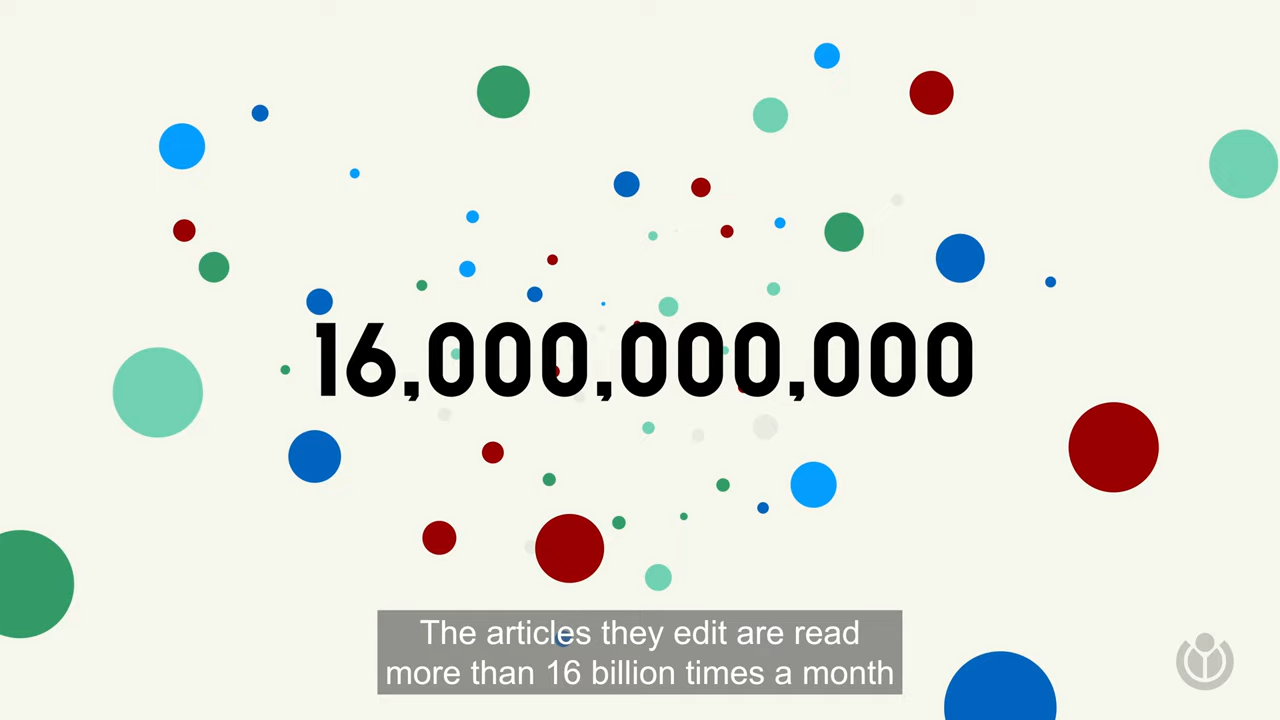 16,000,000,000
The articles they edit are read
more than 16 billion times a month